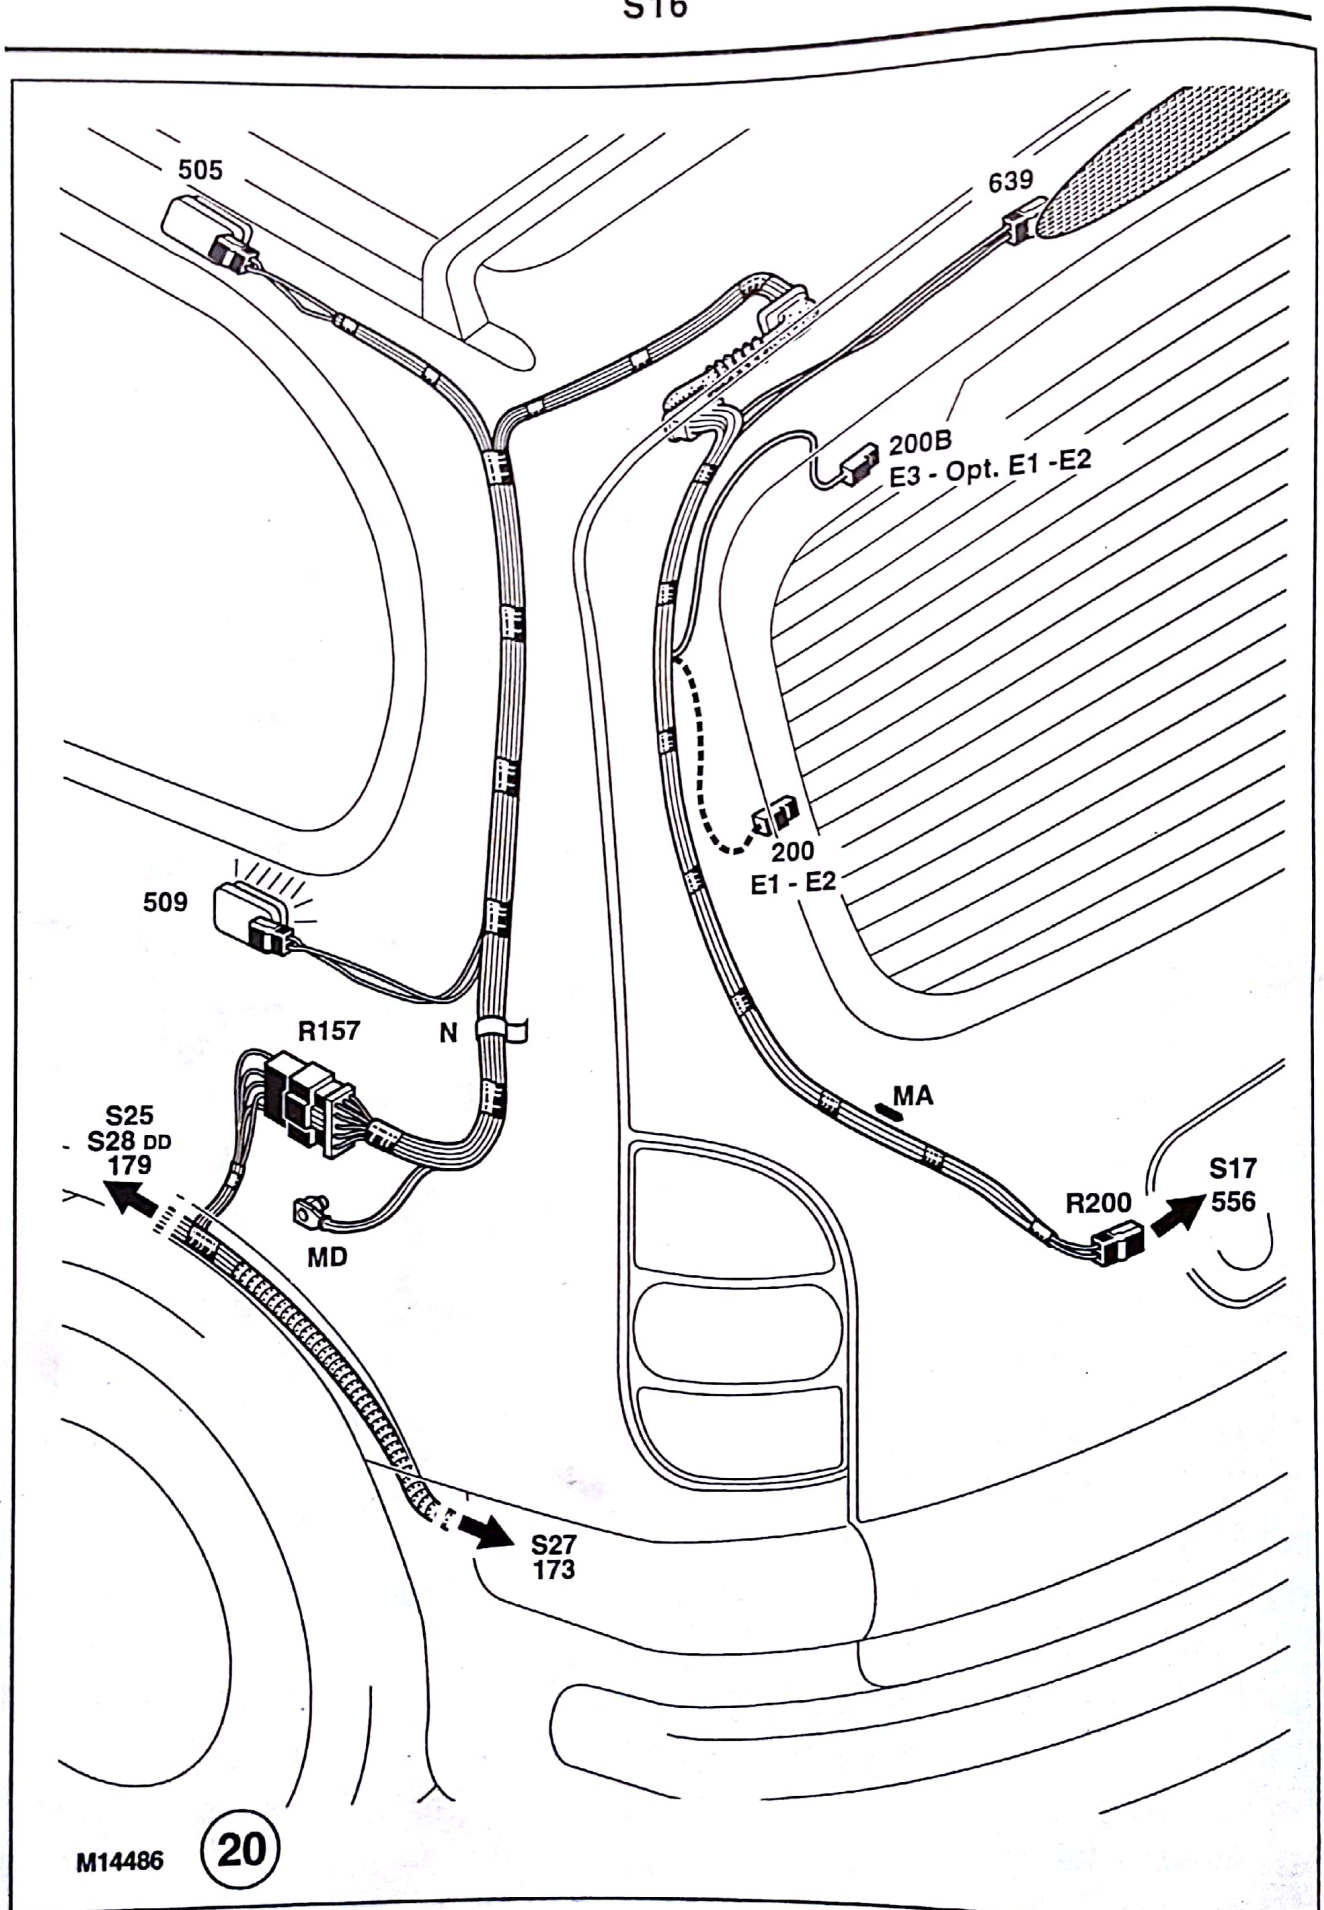 S16
505
639
200B
E3 - Opt. E1 -E2
200
E1 - E2
509
R157
N
MA
S25
S28 DD
179
MD
R200
S17
556
S27
173
M14486
20